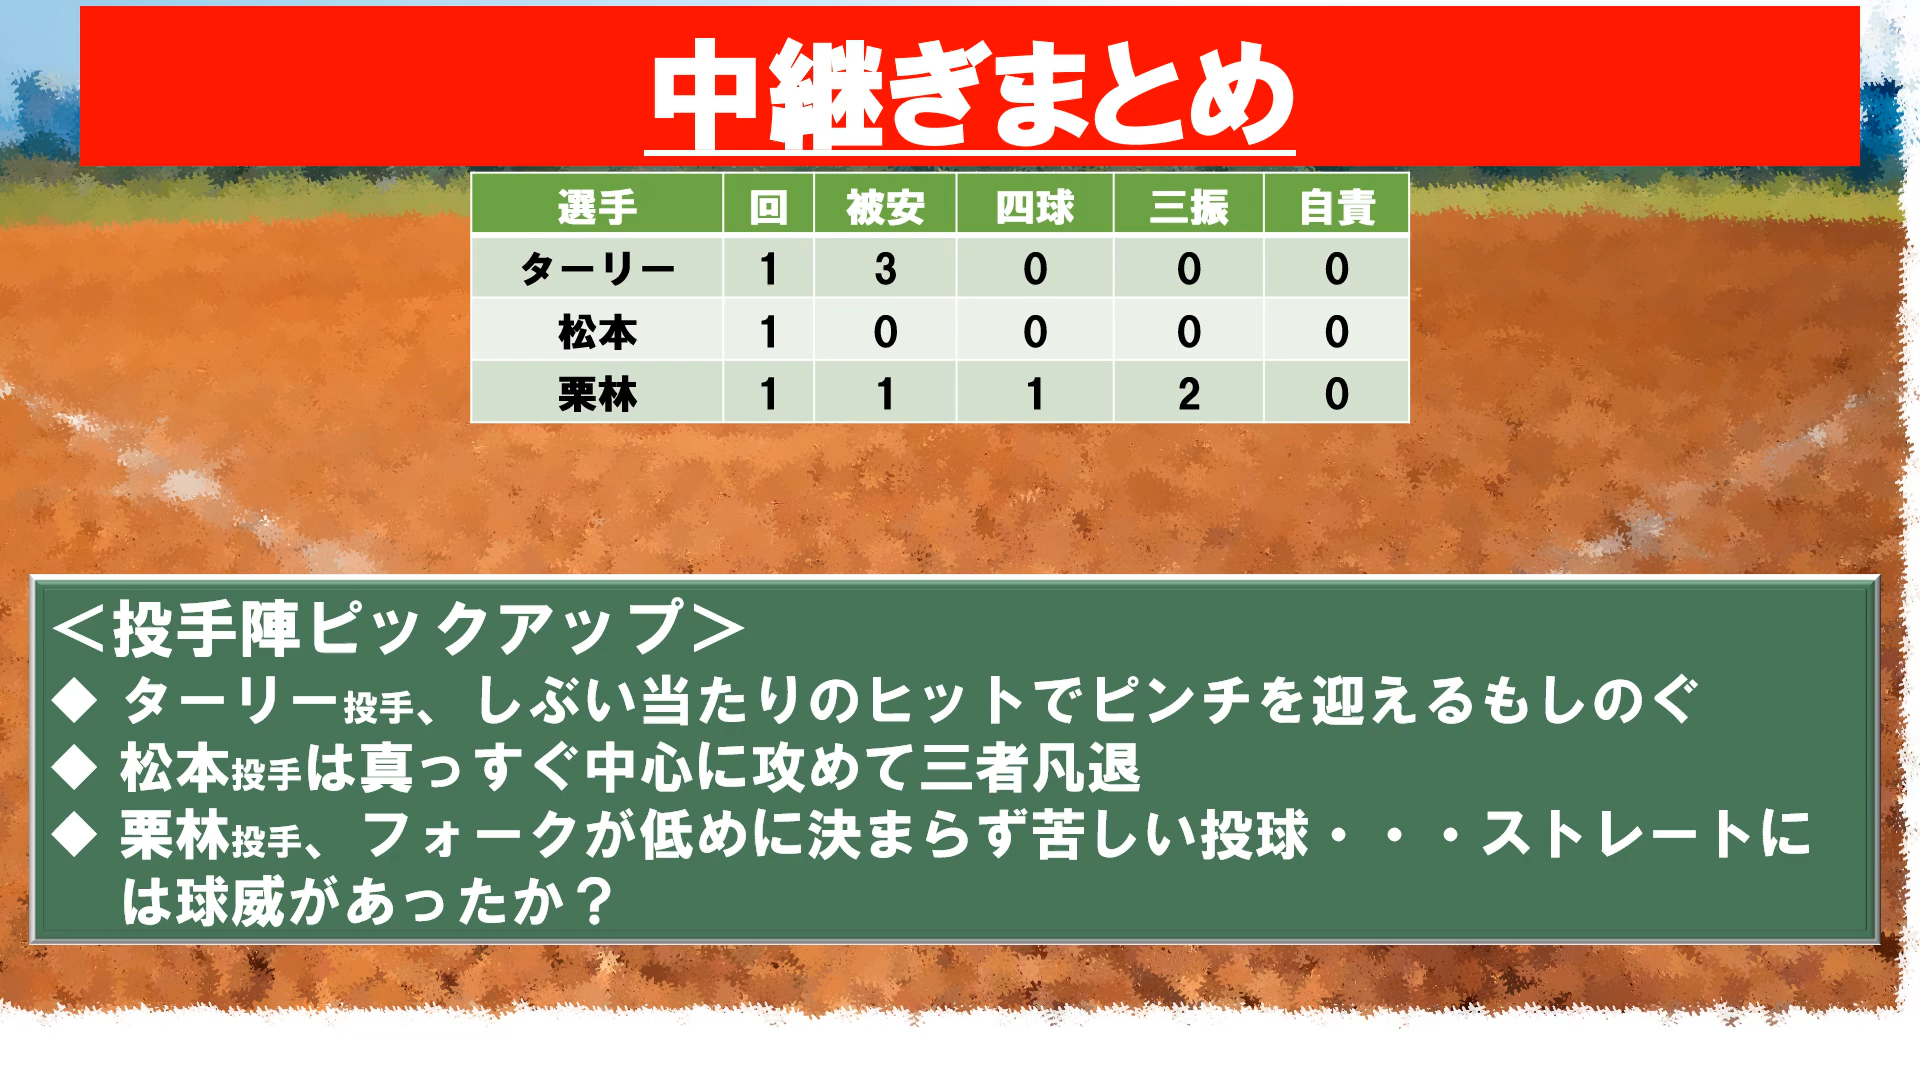 中継ぎまとめ
選手 回 被安 四球 三振 自責
ターリー 1 3 0 0 0
松本 1 0 0 0 0
栗林 1 1 1 2 0
＜投手陣ピックアップ＞
◆ ターリー投手、しぶい当たりのヒットでピンチを迎えるもしのぐ
◆ 松本投手は真っすぐ中心に攻めて三者凡退
◆ 栗林投手、フォークが低めに決まらず苦しい投球・・・ストレートに
は球威があったか？